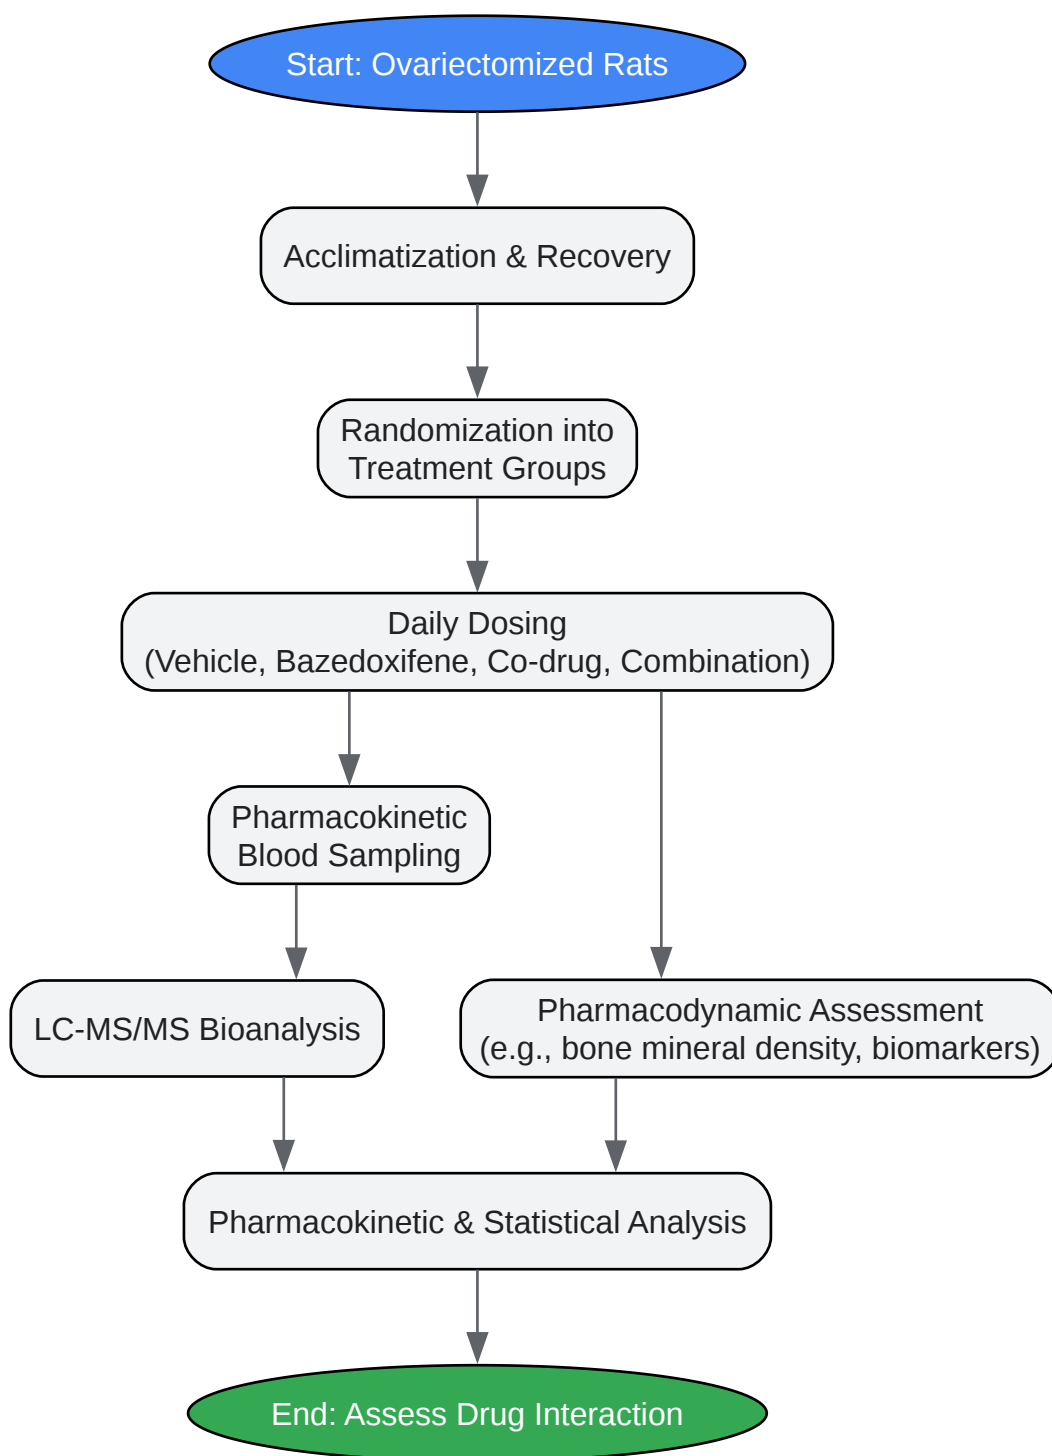 Start: Ovariectomized Rats
Acclimatization & Recovery
Randomization into
Treatment Groups
Daily Dosing
(Vehicle, Bazedoxifene, Co-drug, Combination)
Pharmacokinetic
Blood Sampling
LC-MS/MS Bioanalysis
Pharmacodynamic Assessment
(e.g., bone mineral density, biomarkers)
Pharmacokinetic & Statistical Analysis
End: Assess Drug Interaction